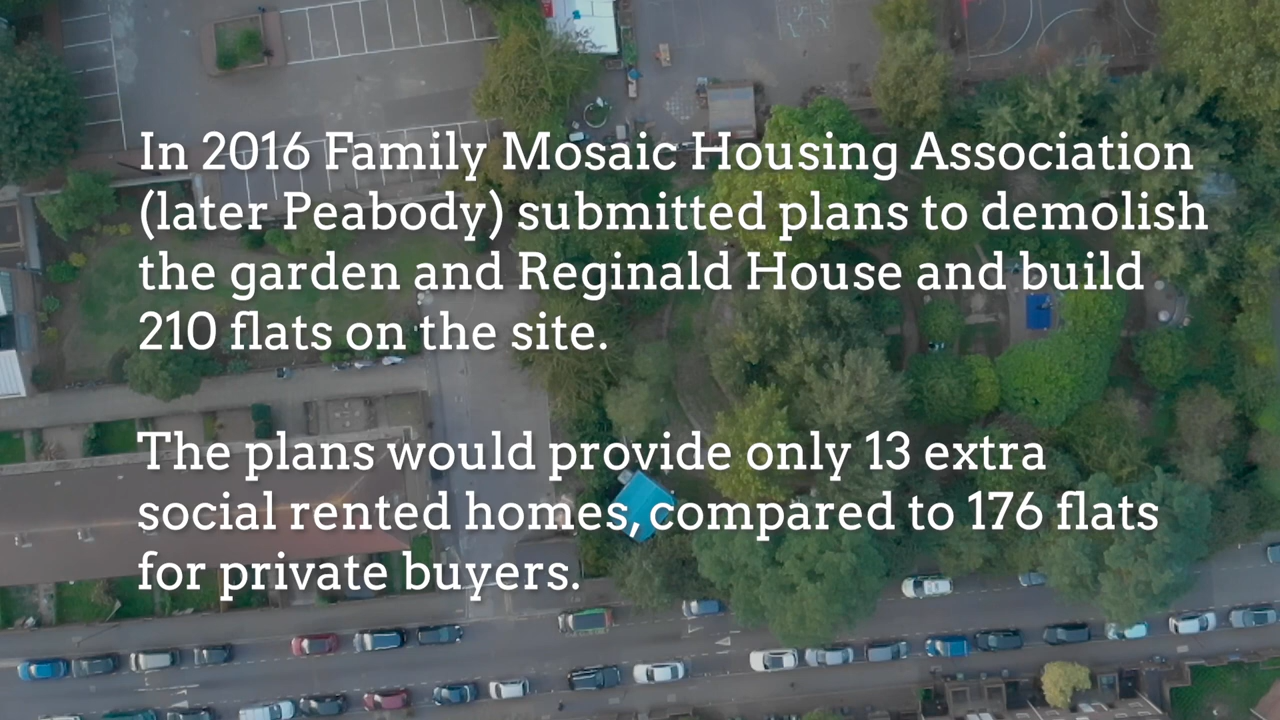 In 2016 Family Mosaic Housing Association
(later Peabody) submitted plans to demolish
the garden and Reginald House and build
210 flats on the site.
The plans would provide only 13 extra
social rented homes, compared to 176 flats
for private buyers.